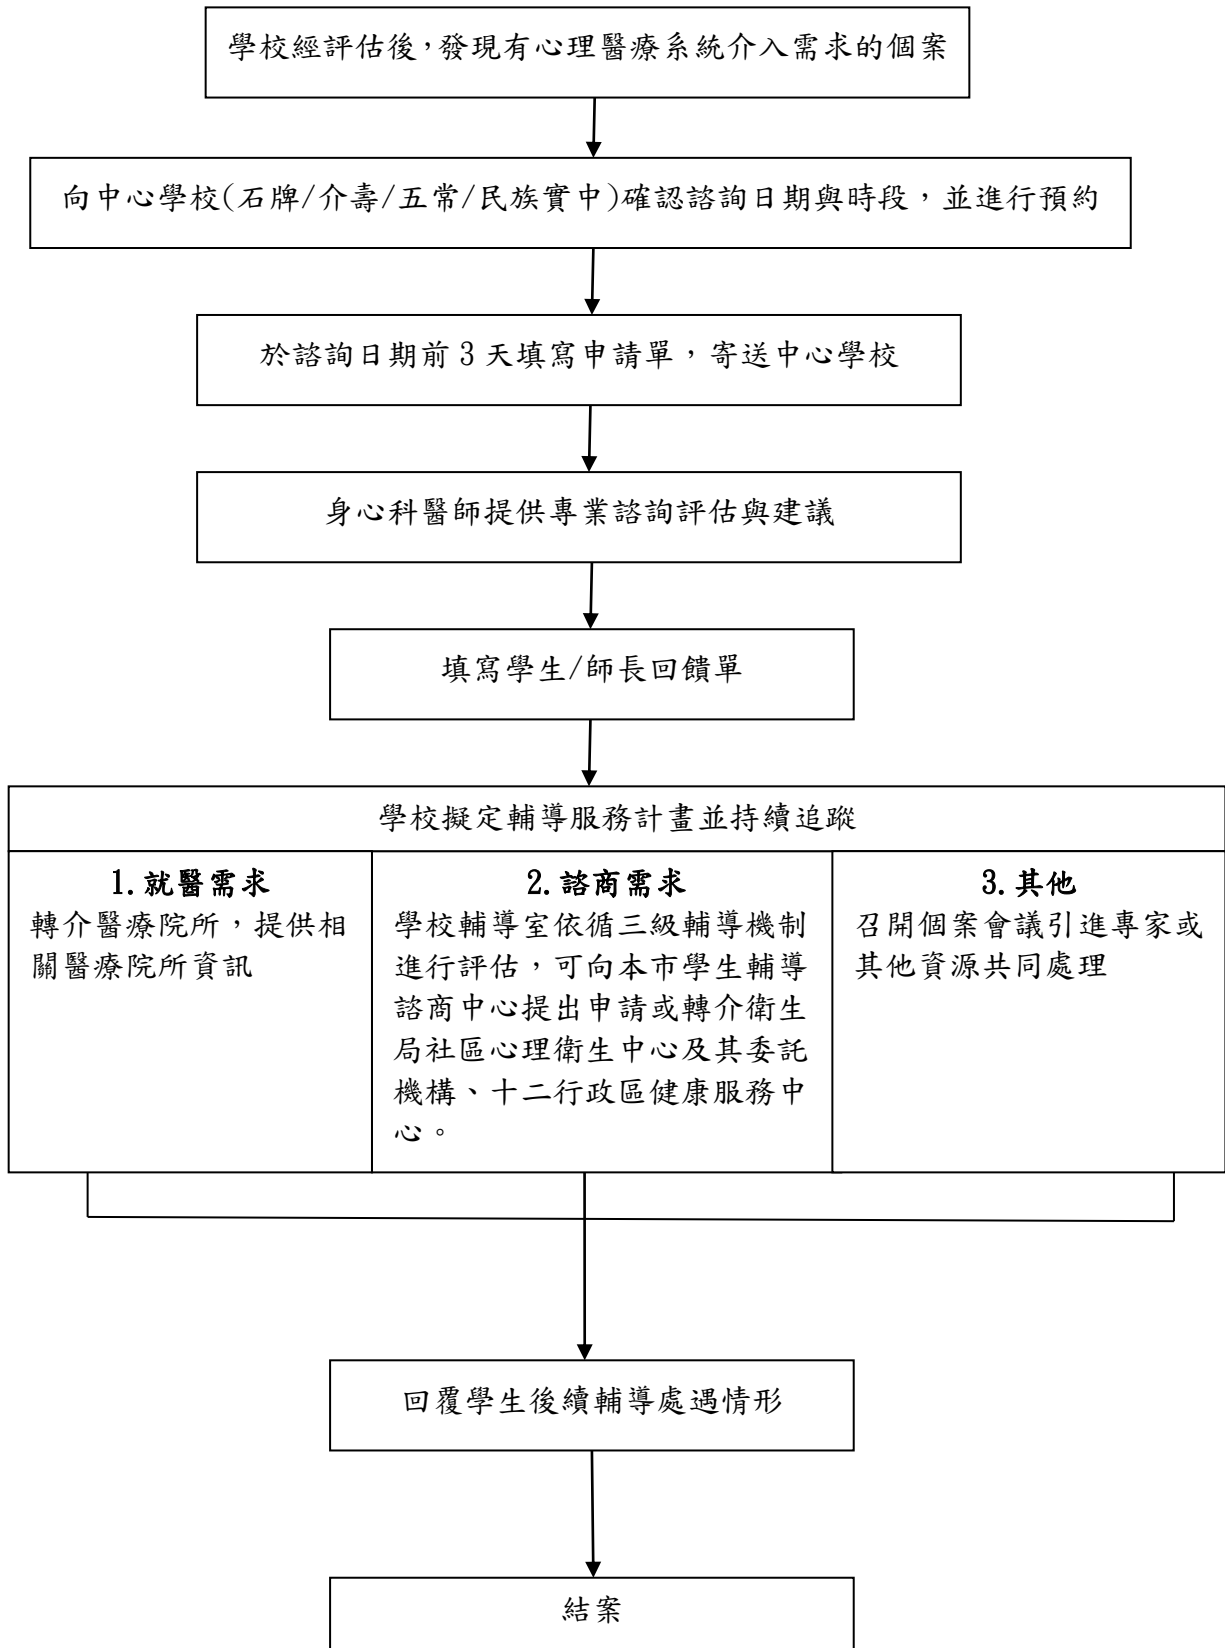 學校經評估後，發現有心理醫療系統介入需求的個案
向中心學校(石牌/介壽/五常/民族實中)確認諮詢日期與時段，並進行預約
於諮詢日期前 3 天填寫申請單，寄送中心學校
身心科醫師提供專業諮詢評估與建議
填寫學生/師長回饋單
學校擬定輔導服務計畫並持續追蹤
1.就醫需求
轉介醫療院所，提供相
關醫療院所資訊
2.諮商需求
學校輔導室依循三級輔導機制
進行評估，可向本市學生輔導
諮商中心提出申請或轉介衛生
局社區心理衛生中心及其委託
機構、十二行政區健康服務中
心。
3.其他
召開個案會議引進專家或
其他資源共同處理
回覆學生後續輔導處遇情形
結案